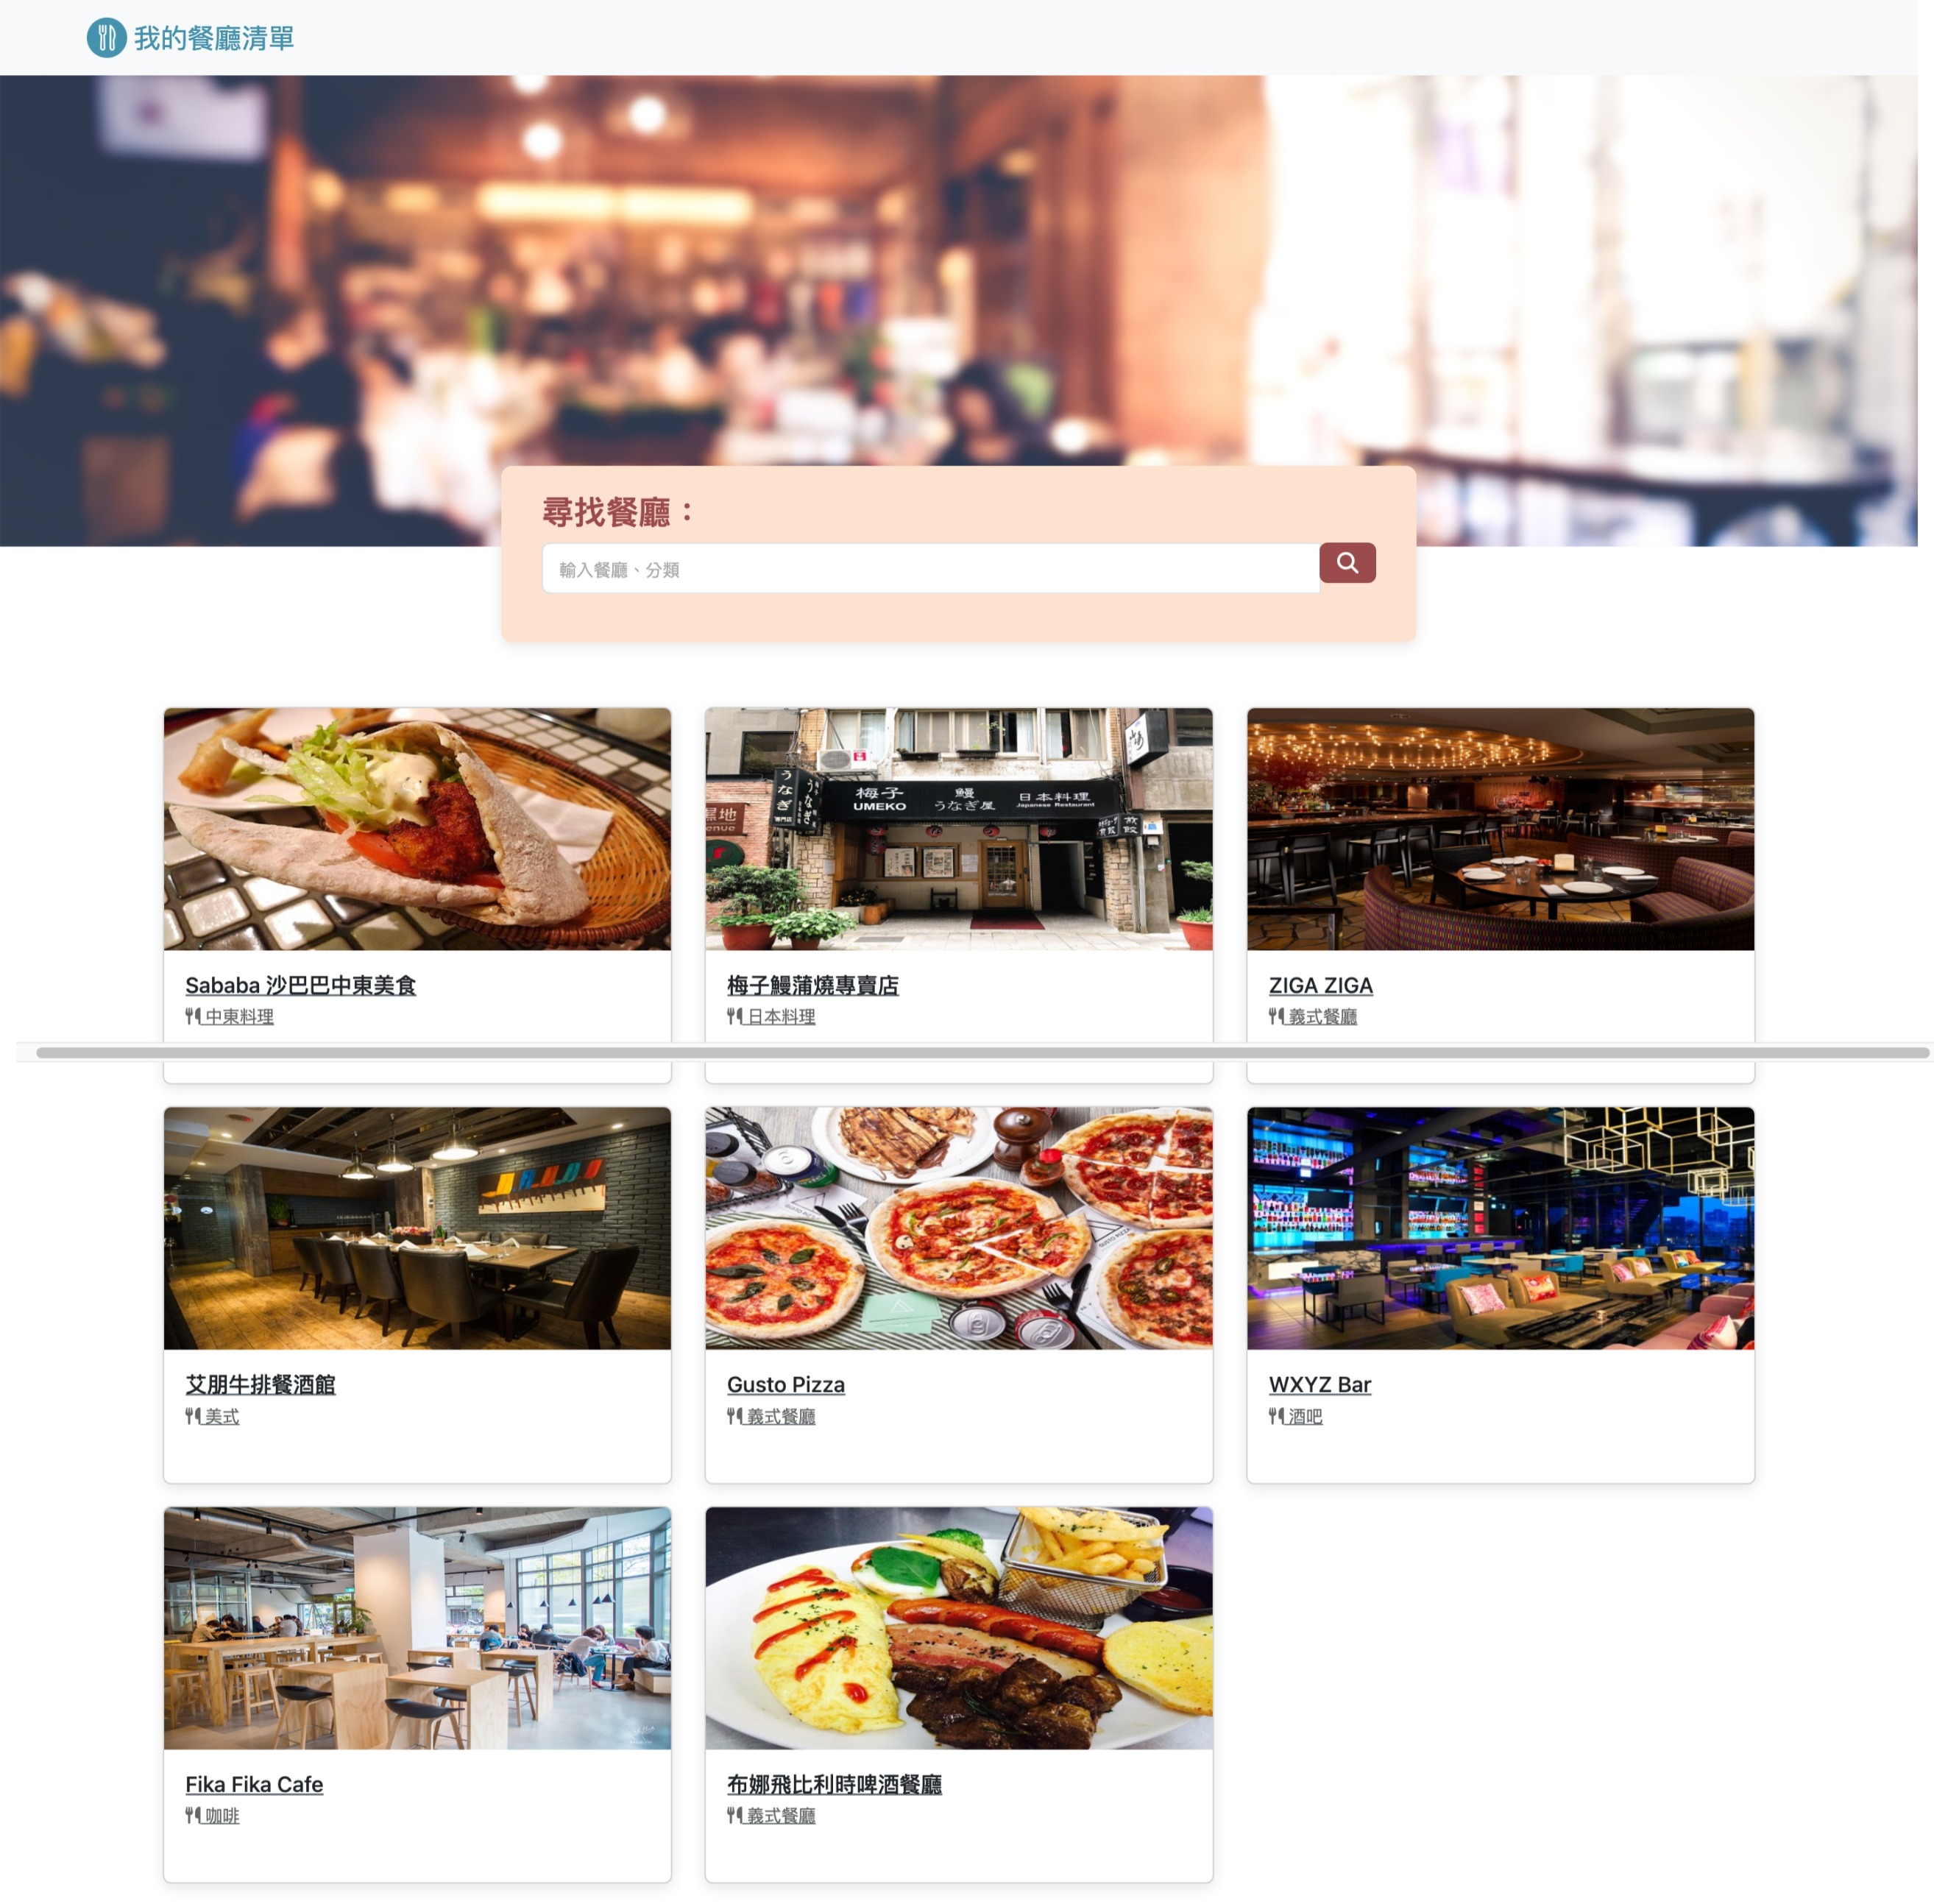 我的餐廳清單
尋找餐廳：
輸入餐廳、分類
梅子
UMEKO
鰻
うなぎ屋
日本料理
Japanese Restaurant
うなぎ
Sababa 沙巴巴中東美食
中東料理
梅子鰻蒲燒專賣店
日本料理
ZIGA ZIGA
義式餐廳
艾朋牛排餐酒館
美式
Gusto Pizza
義式餐廳
WXYZ Bar
酒吧
Fika Fika Cafe
咖啡
布娜飛比利時啤酒餐廳
義式餐廳